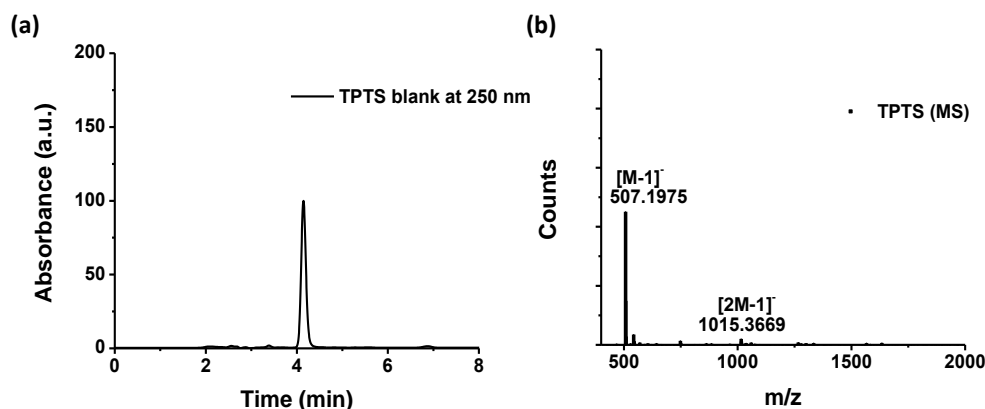 (a)
200
150
100
50
0
Absorbance (a.u.)
TPTS blank at 250 nm
0 2 4 6 8
Time (min)
(b)
Counts
TPTS (MS)
[M-1]-
507.1975
[2M-1]-
1015.3669
500 1000 1500 2000
m/z